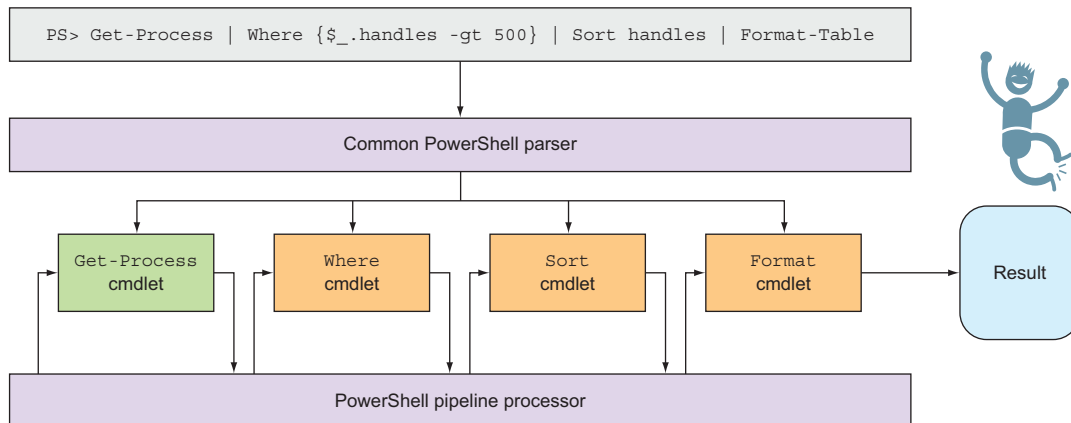 PS> Get-Process | Where {$_.handles -gt 500} | Sort handles | Format-Table
Common PowerShell parser
Get-Process
cmdlet
Where
cmdlet
Sort
cmdlet
Format
cmdlet
Result
PowerShell pipeline processor